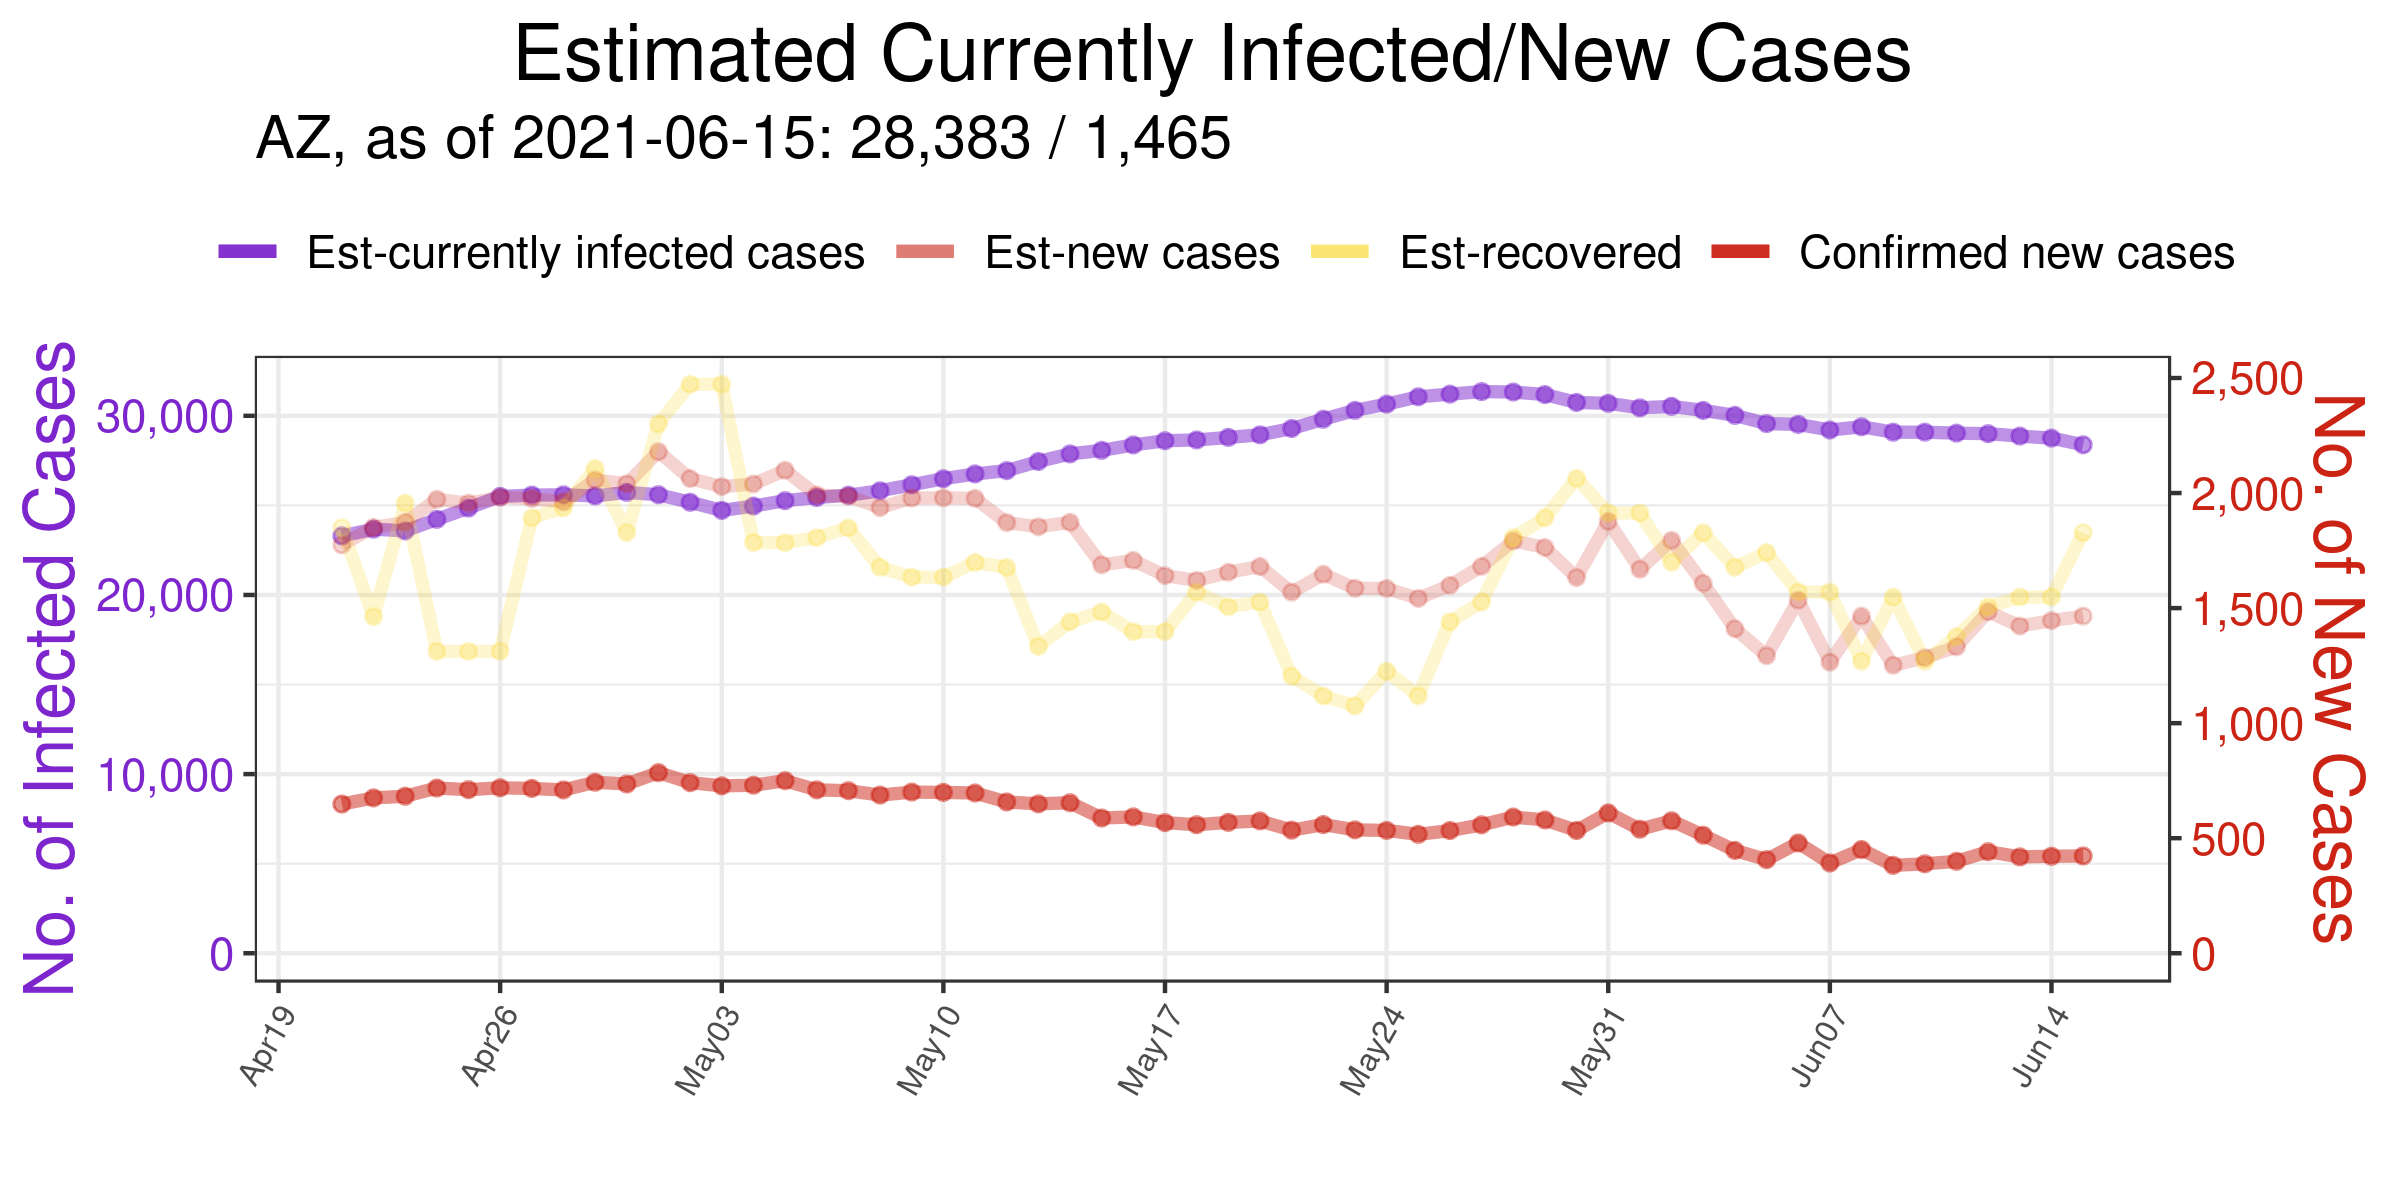 Estimated Currently Infected/New Cases
AZ, as of 2021-06-15: 28,383 / 1,465
Est-currently infected cases Est-new cases Est-recovered Confirmed new cases
No. of Infected Cases
30,000
20,000
10,000
0
2,500
2,000
1,500
1,000
500
0
No. of New Cases
Apr19 Apr26 May03 May10 May17 May24 May31 Jun07 Jun14